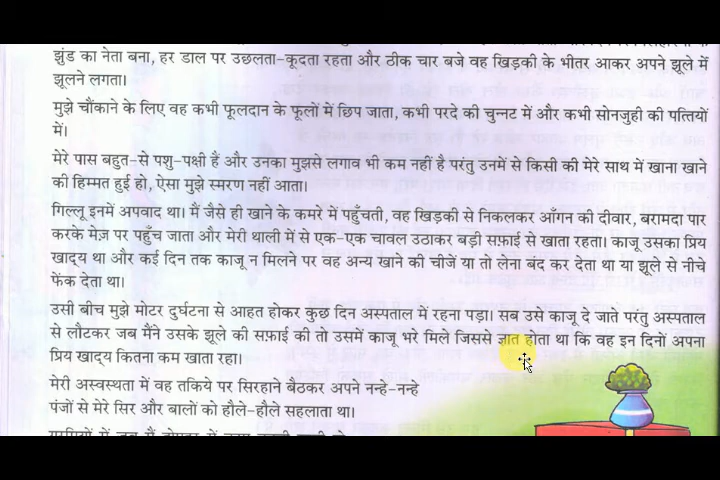 झुंड का नेता बना, हर डाल पर उछलता-कूदता रहता और ठीक चार बजे वह खिड़की के भीतर आकर अपने झूले में
झूलने लगता।
मुझे चौंकाने के लिए वह कभी फूलदान के फूलों में छिप जाता, कभी परदे की चुन्नट में और कभी सोनजुही की पत्तियों
में।
मेरे पास बहुत-से पशु-पक्षी हैं और उनका मुझसे लगाव भी कम नहीं है परंतु उनमें से किसी की मेरे साथ में खाना खाने
की हिम्मत हुई हो, ऐसा मुझे स्मरण नहीं आता।
गिल्लू इनमें अपवाद था। मैं जैसे ही खाने के कमरे में पहुँचती, वह खिड़की से निकलकर आँगन की दीवार, बरामदा पार
करके मेज़ पर पहुँच जाता और मेरी थाली में से एक-एक चावल उठाकर बड़ी सफ़ाई से खाता रहता। काजू उसका प्रिय
खाद्य था और कई दिन तक काजू न मिलने पर वह अन्य खाने की चीजें या तो लेना बंद कर देता था या झूले से नीचे
फेंक देता था।
उसी बीच मुझे मोटर दुर्घटना से आहत होकर कुछ दिन अस्पताल में रहना पड़ा। सब उसे काजू दे जाते परंतु अस्पताल
से लौटकर जब मैंने उसके झूले की सफ़ाई की तो उसमें काजू भरे मिले जिससे ज्ञात होता था कि वह इन दिनों अपना
प्रिय खाद्य कितना कम खाता रहा।
मेरी अस्वस्थता में वह तकिये पर सिरहाने बैठकर अपने नन्हे-नन्हे
पंजों से मेरे सिर और बालों को हौले-हौले सहलाता था।